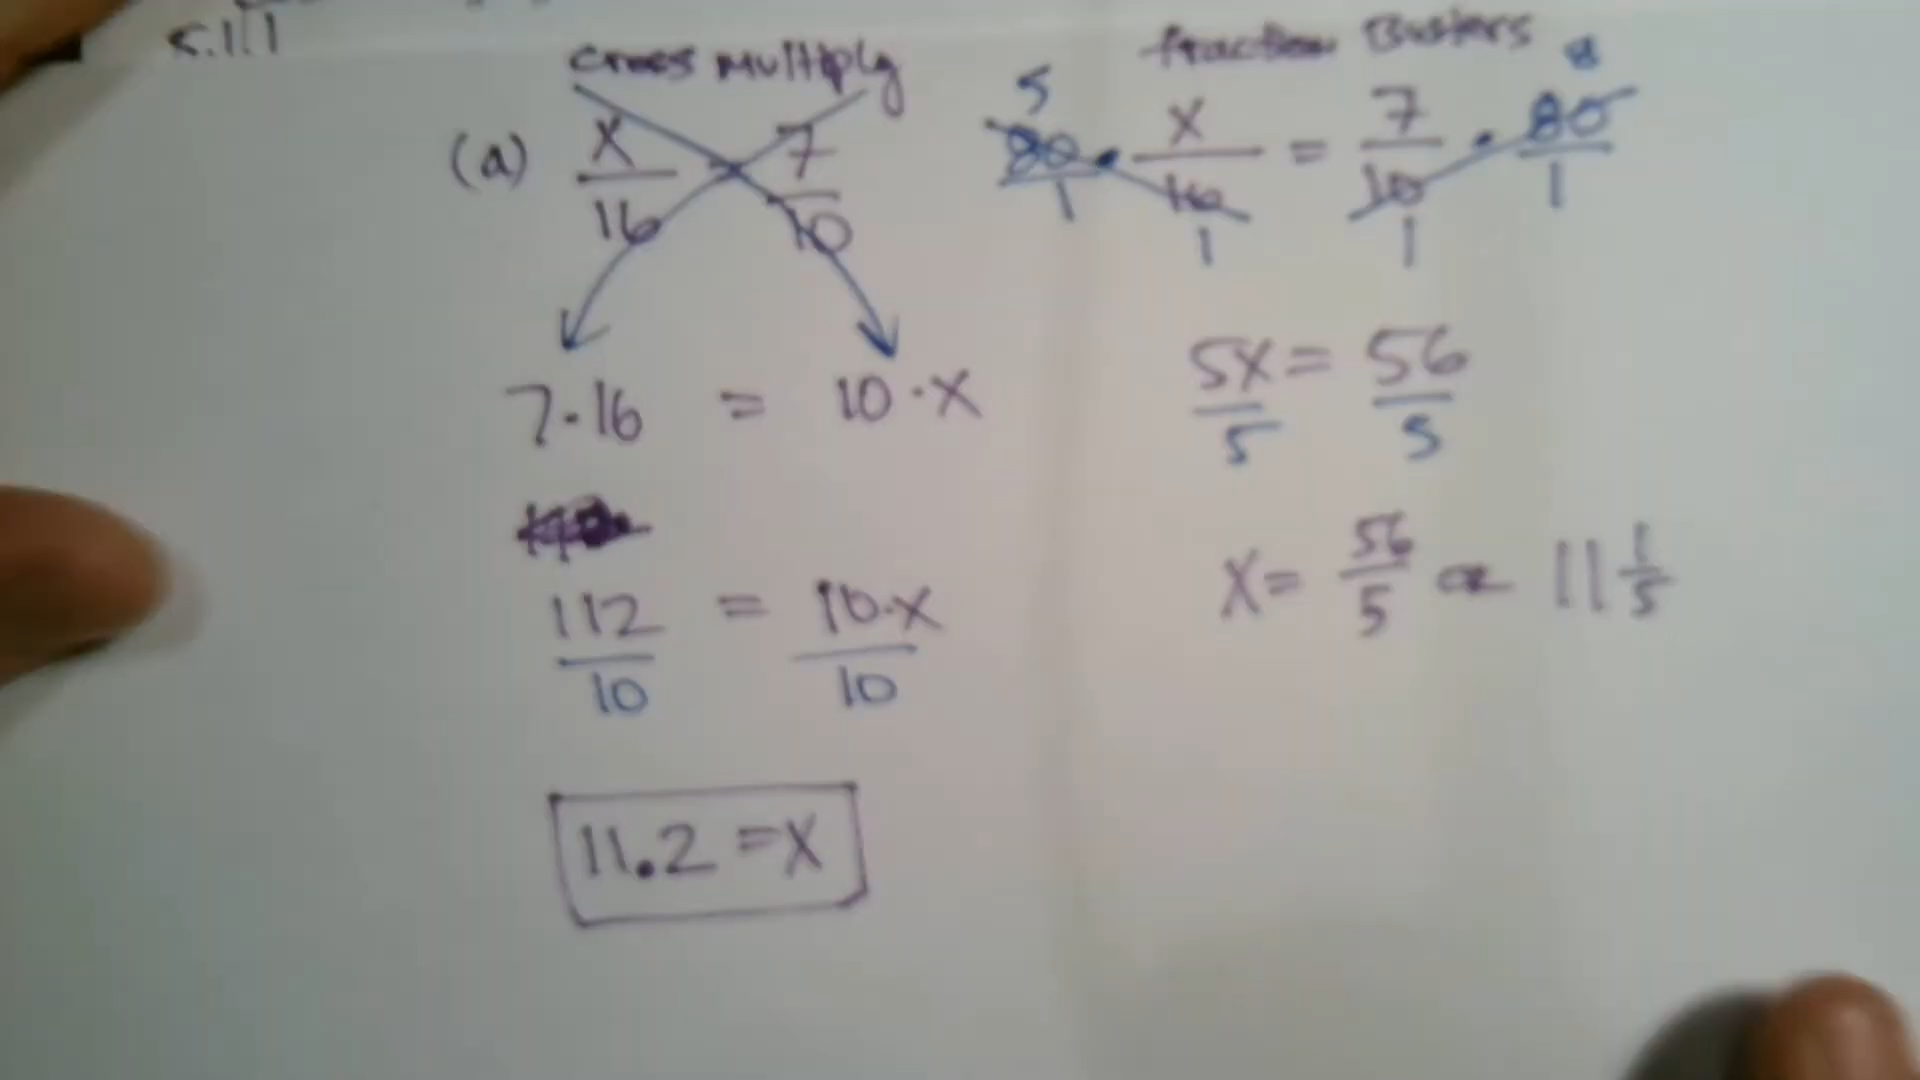 5.1.1
cross multiply
(a) x/16 7/10
7·16 = 10·x
112/10 = 10·x/10
11.2 = x
fraction Busters
5 8
80/1 · x/16 = 7/10 · 80/1
1 1
5x/5 = 56/5
x = 56/5 or 11 1/5